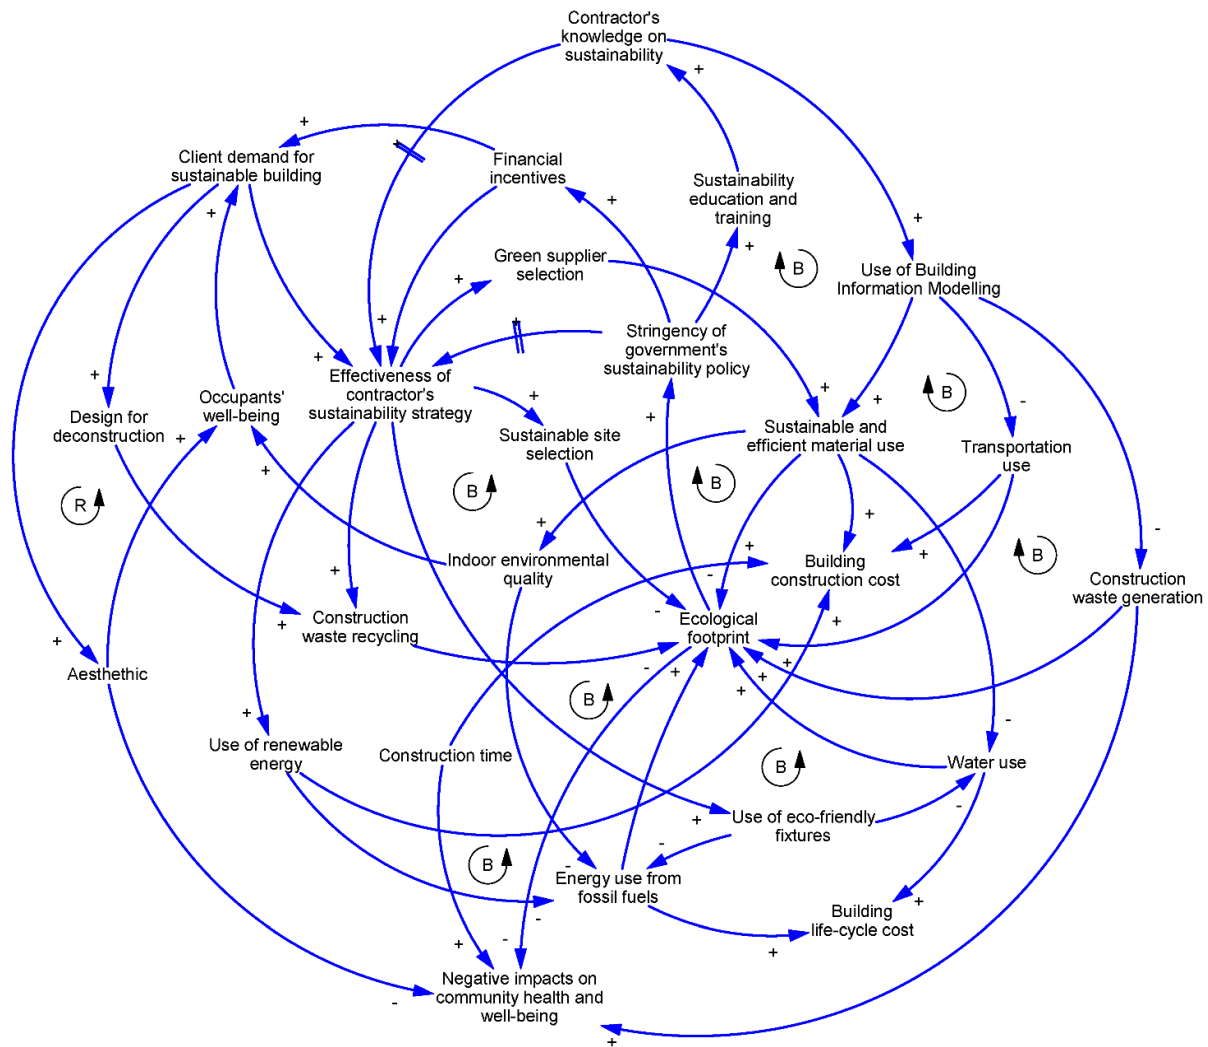 Contractor's
knowledge on
sustainability
+
+
+
Client demand for
sustainable building
Financial
incentives
Sustainability
education and
training
+
+
+
+
B
Use of Building
Information Modelling
Green supplier
selection
+
+
Stringency of
government's
sustainability policy
+
+
Effectiveness of
contractor's
sustainability strategy
+
+
+
B
-
+
Occupants'
well-being
+
Design for
deconstruction
+
+
Sustainable site
selection
Sustainable and
efficient material use
Transportation
use
+
R
B
B
+
+
-
+
+
B
Indoor environmental
quality
-
Building
construction cost
Construction
waste generation
+
+
Construction
waste recycling
-
Ecological
footprint
+
+
Aesthethic
-
+
+
+
+
B
+
Use of renewable
energy
Construction time
B
Water use
-
+
Use of eco-friendly
fixtures
-
-
B
-
Energy use from
fossil fuels
-
Building
life-cycle cost
+
+
-
+
Negative impacts on
community health and
well-being
-
+